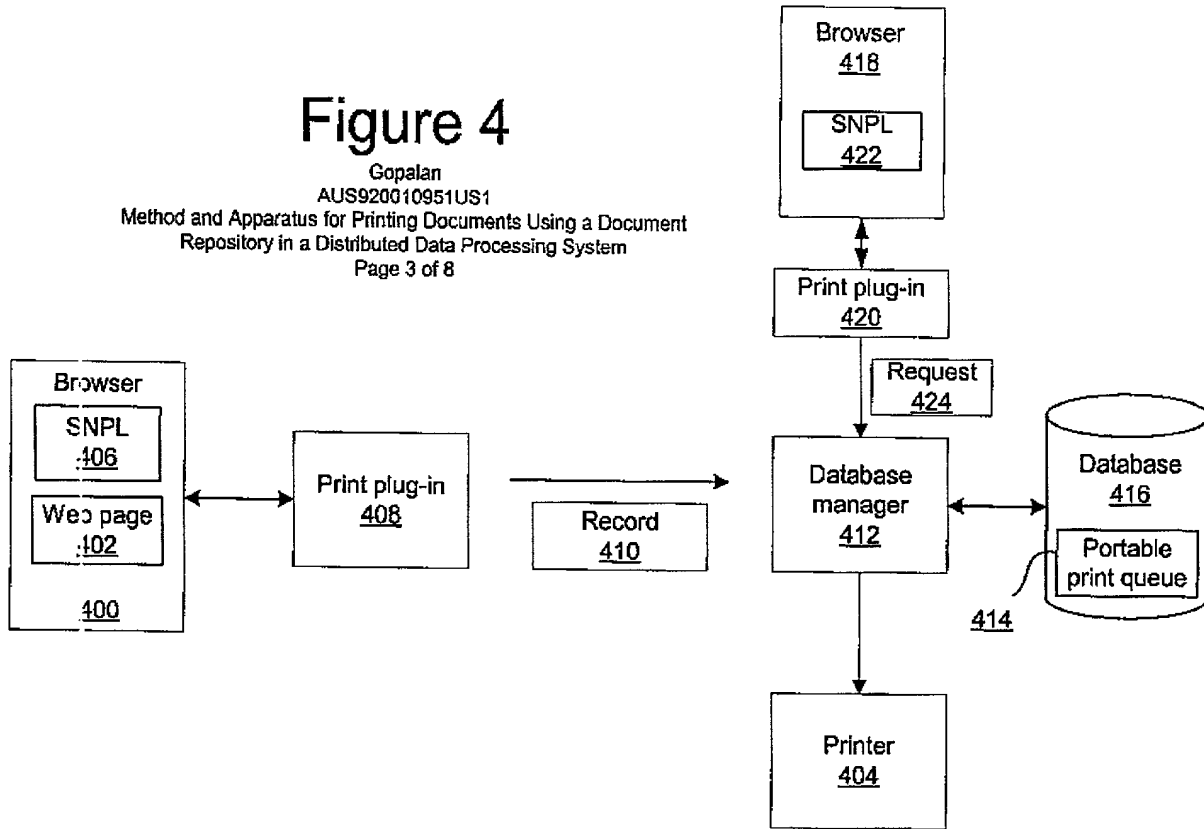 Figure 4
Gopalan
AUS920010951US1
Method and Apparatus for Printing Documents Using a Document
Repository in a Distributed Data Processing System
Page 3 of 8
Browser
418
SNPL
422
Print plug-in
420
Request
424
Browser
SNPL
406
Web page
402
400
Print plug-in
408
Record
410
Database
manager
412
Database
416
Portable
print queue
414
Printer
404